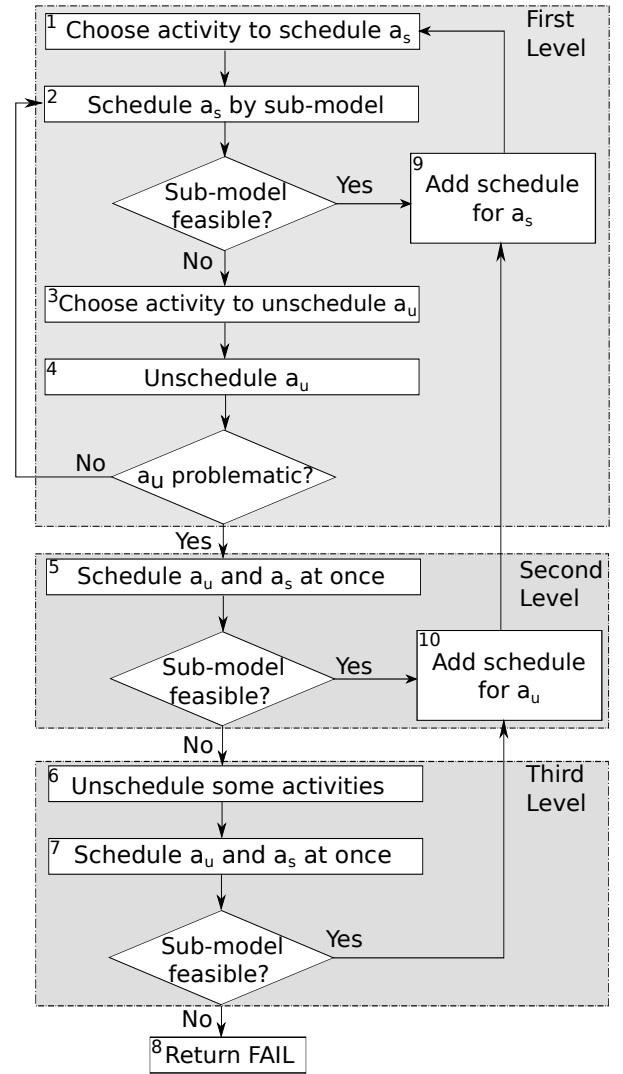 First
Level
1
Choose activity to schedule aₛ
2
Schedule aₛ by sub-model
Sub-model
feasible?
Yes
9
Add schedule
for aₛ
No
3
Choose activity to unschedule aᵤ
4
Unschedule aᵤ
No
aᵤ problematic?
Yes
5
Schedule aᵤ and aₛ at once
Second
Level
Sub-model
feasible?
Yes
10
Add schedule
for aᵤ
No
6
Unschedule some activities
Third
Level
7
Schedule aᵤ and aₛ at once
Sub-model
feasible?
Yes
No
8
Return FAIL